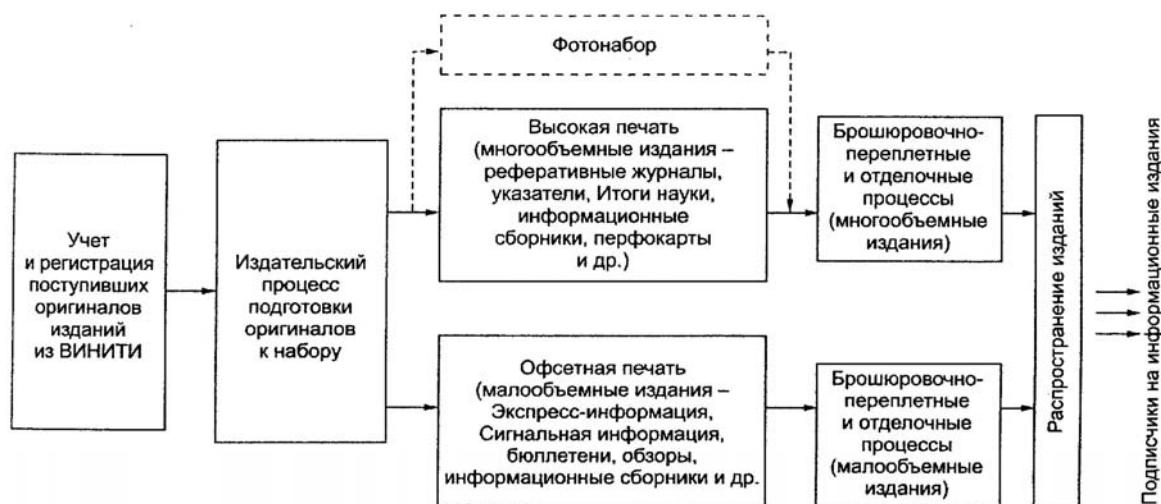 Фотонабор
Учет
и регистрация
поступивших
оригиналов
изданий
из ВИНИТИ
Издательский
процесс
подготовки
оригиналов
к набору
Высокая печать
(многообъемные издания –
реферативные журналы,
указатели, Итоги науки,
информационные
сборники, перфокарты
и др.)
Офсетная печать
(малообъемные издания –
Экспресс-информация,
Сигнальная информация,
бюллетени, обзоры,
информационные сборники и др.
Брошюровочно-
переплетные
и отделочные
процессы
(многообъемные
издания)
Брошюровочно-
переплетные
и отделочные
процессы
(малообъемные
издания)
Распространение изданий
Подписчики на информационные издания